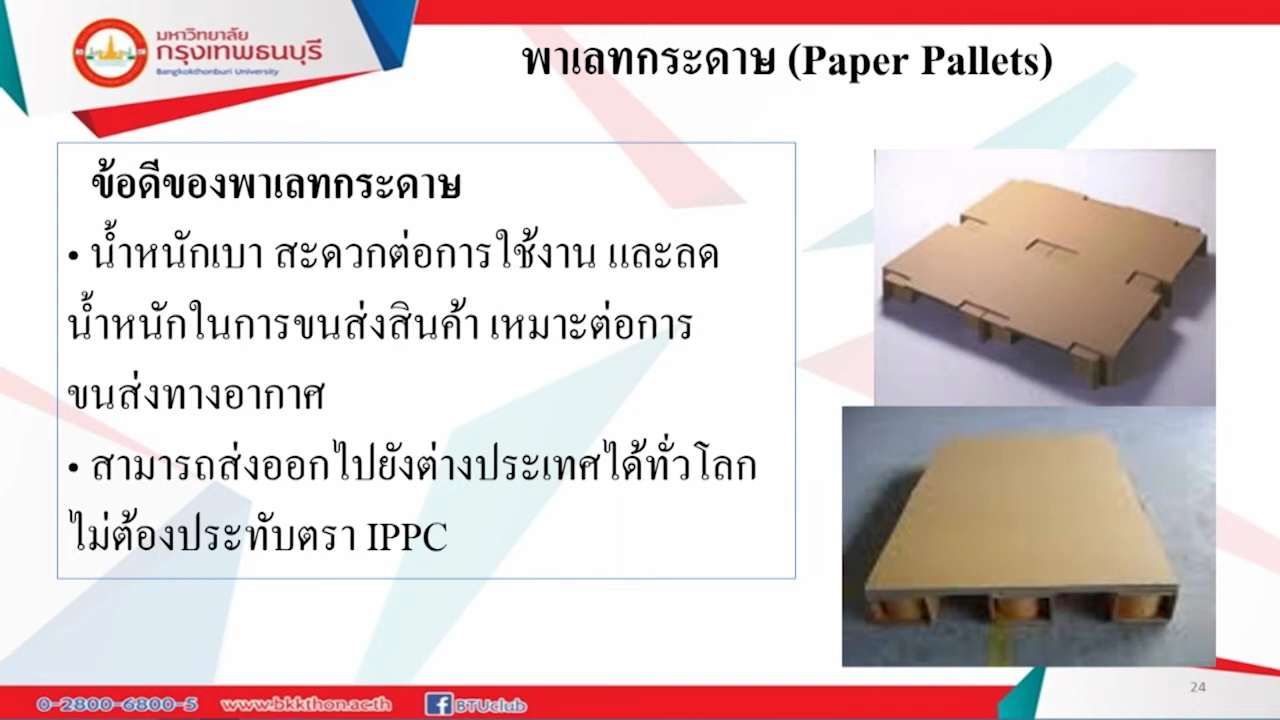 มหาวิทยาลัย
กรุงเทพธนบุรี
Bangkokthonburi University
พาเลทกระดาษ (Paper Pallets)
ข้อดีของพาเลทกระดาษ
• น้ำหนักเบา สะดวกต่อการใช้งาน และลด
น้ำหนักในการขนส่งสินค้า เหมาะต่อการ
ขนส่งทางอากาศ
• สามารถส่งออกไปยังต่างประเทศได้ทั่วโลก
ไม่ต้องประทับตรา IPPC
24
0-2800-6800-5 www.bkkthon.ac.th BTUclub